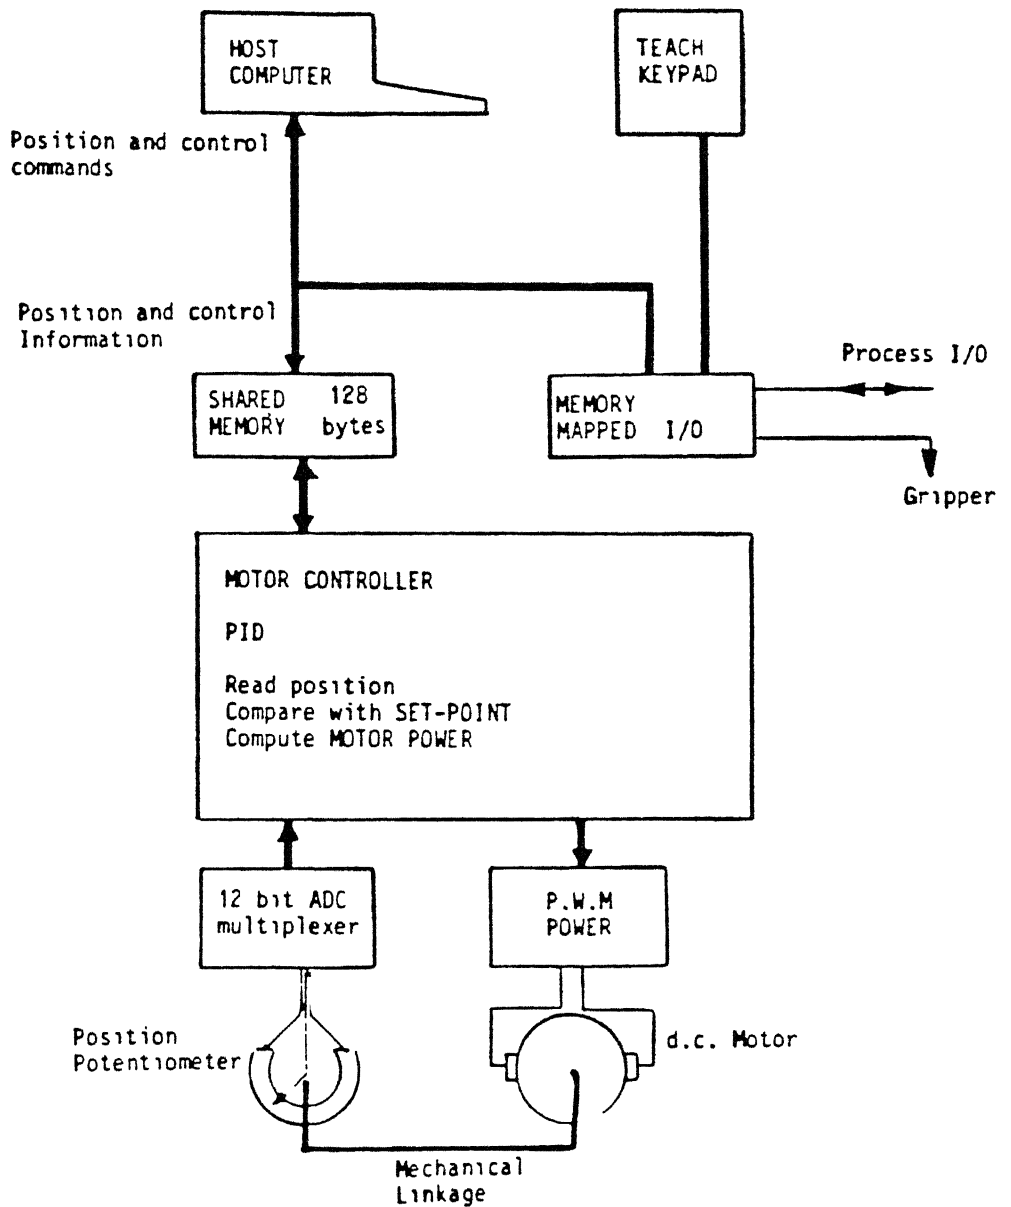 HOST
COMPUTER
TEACH
KEYPAD
Position and control
commands
Position and control
Information
SHARED 128
MEMORY bytes
MEMORY
MAPPED I/O
Process I/O
Gripper
MOTOR CONTROLLER
PID
Read position
Compare with SET-POINT
Compute MOTOR POWER
12 bit ADC
multiplexer
P.W.M
POWER
Position
Potentiometer
d.c. Motor
Mechanical
Linkage